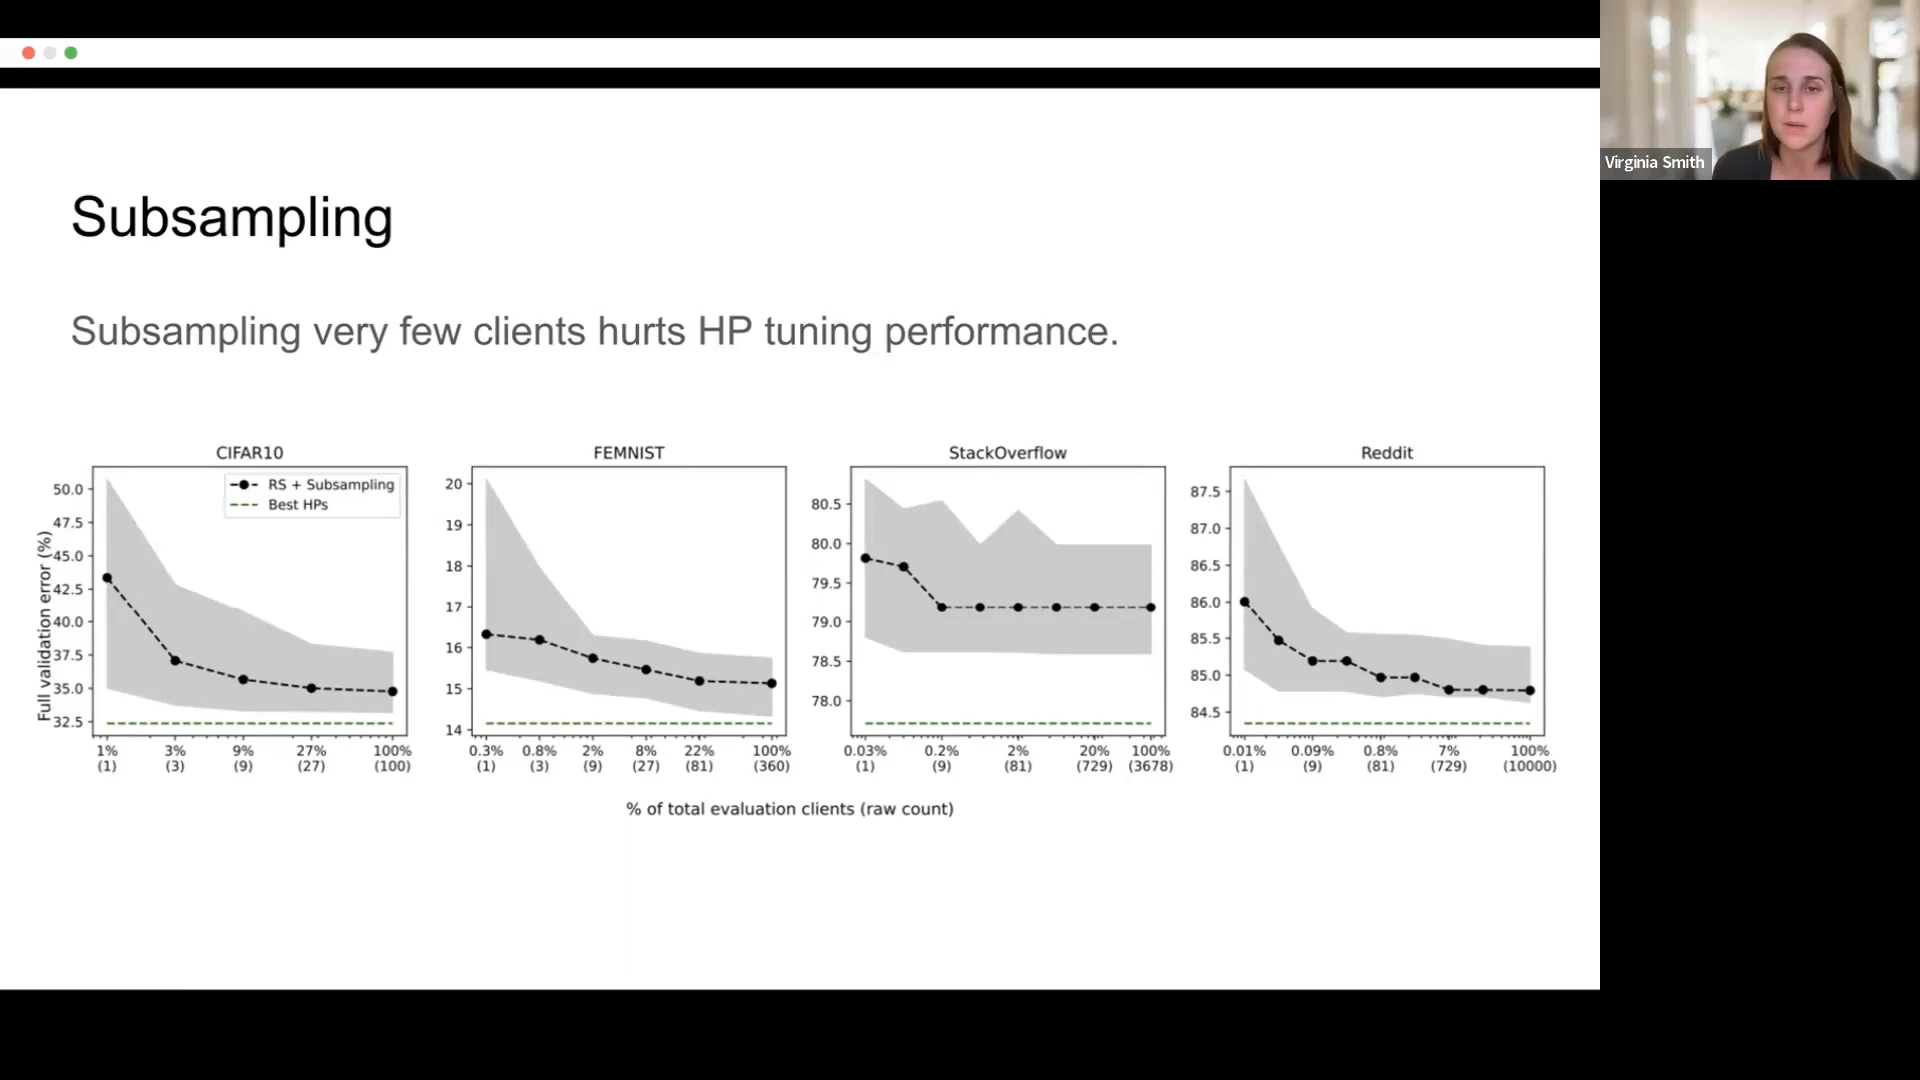 Virginia Smith
Subsampling
Subsampling very few clients hurts HP tuning performance.
CIFAR10
RS + Subsampling
Best HPs
Full validation error (%)
50.0
47.5
45.0
42.5
40.0
37.5
35.0
32.5
1% 3% 9% 27% 100%
(1) (3) (9) (27) (100)
FEMNIST
20
19
18
17
16
15
14
0.3% 0.8% 2% 8% 22% 100%
(1) (3) (9) (27) (81) (360)
StackOverflow
80.5
80.0
79.5
79.0
78.5
78.0
0.03% 0.2% 2% 20% 100%
(1) (9) (81) (729) (3678)
Reddit
87.5
87.0
86.5
86.0
85.5
85.0
84.5
0.01% 0.09% 0.8% 7% 100%
(1) (9) (81) (729) (10000)
% of total evaluation clients (raw count)